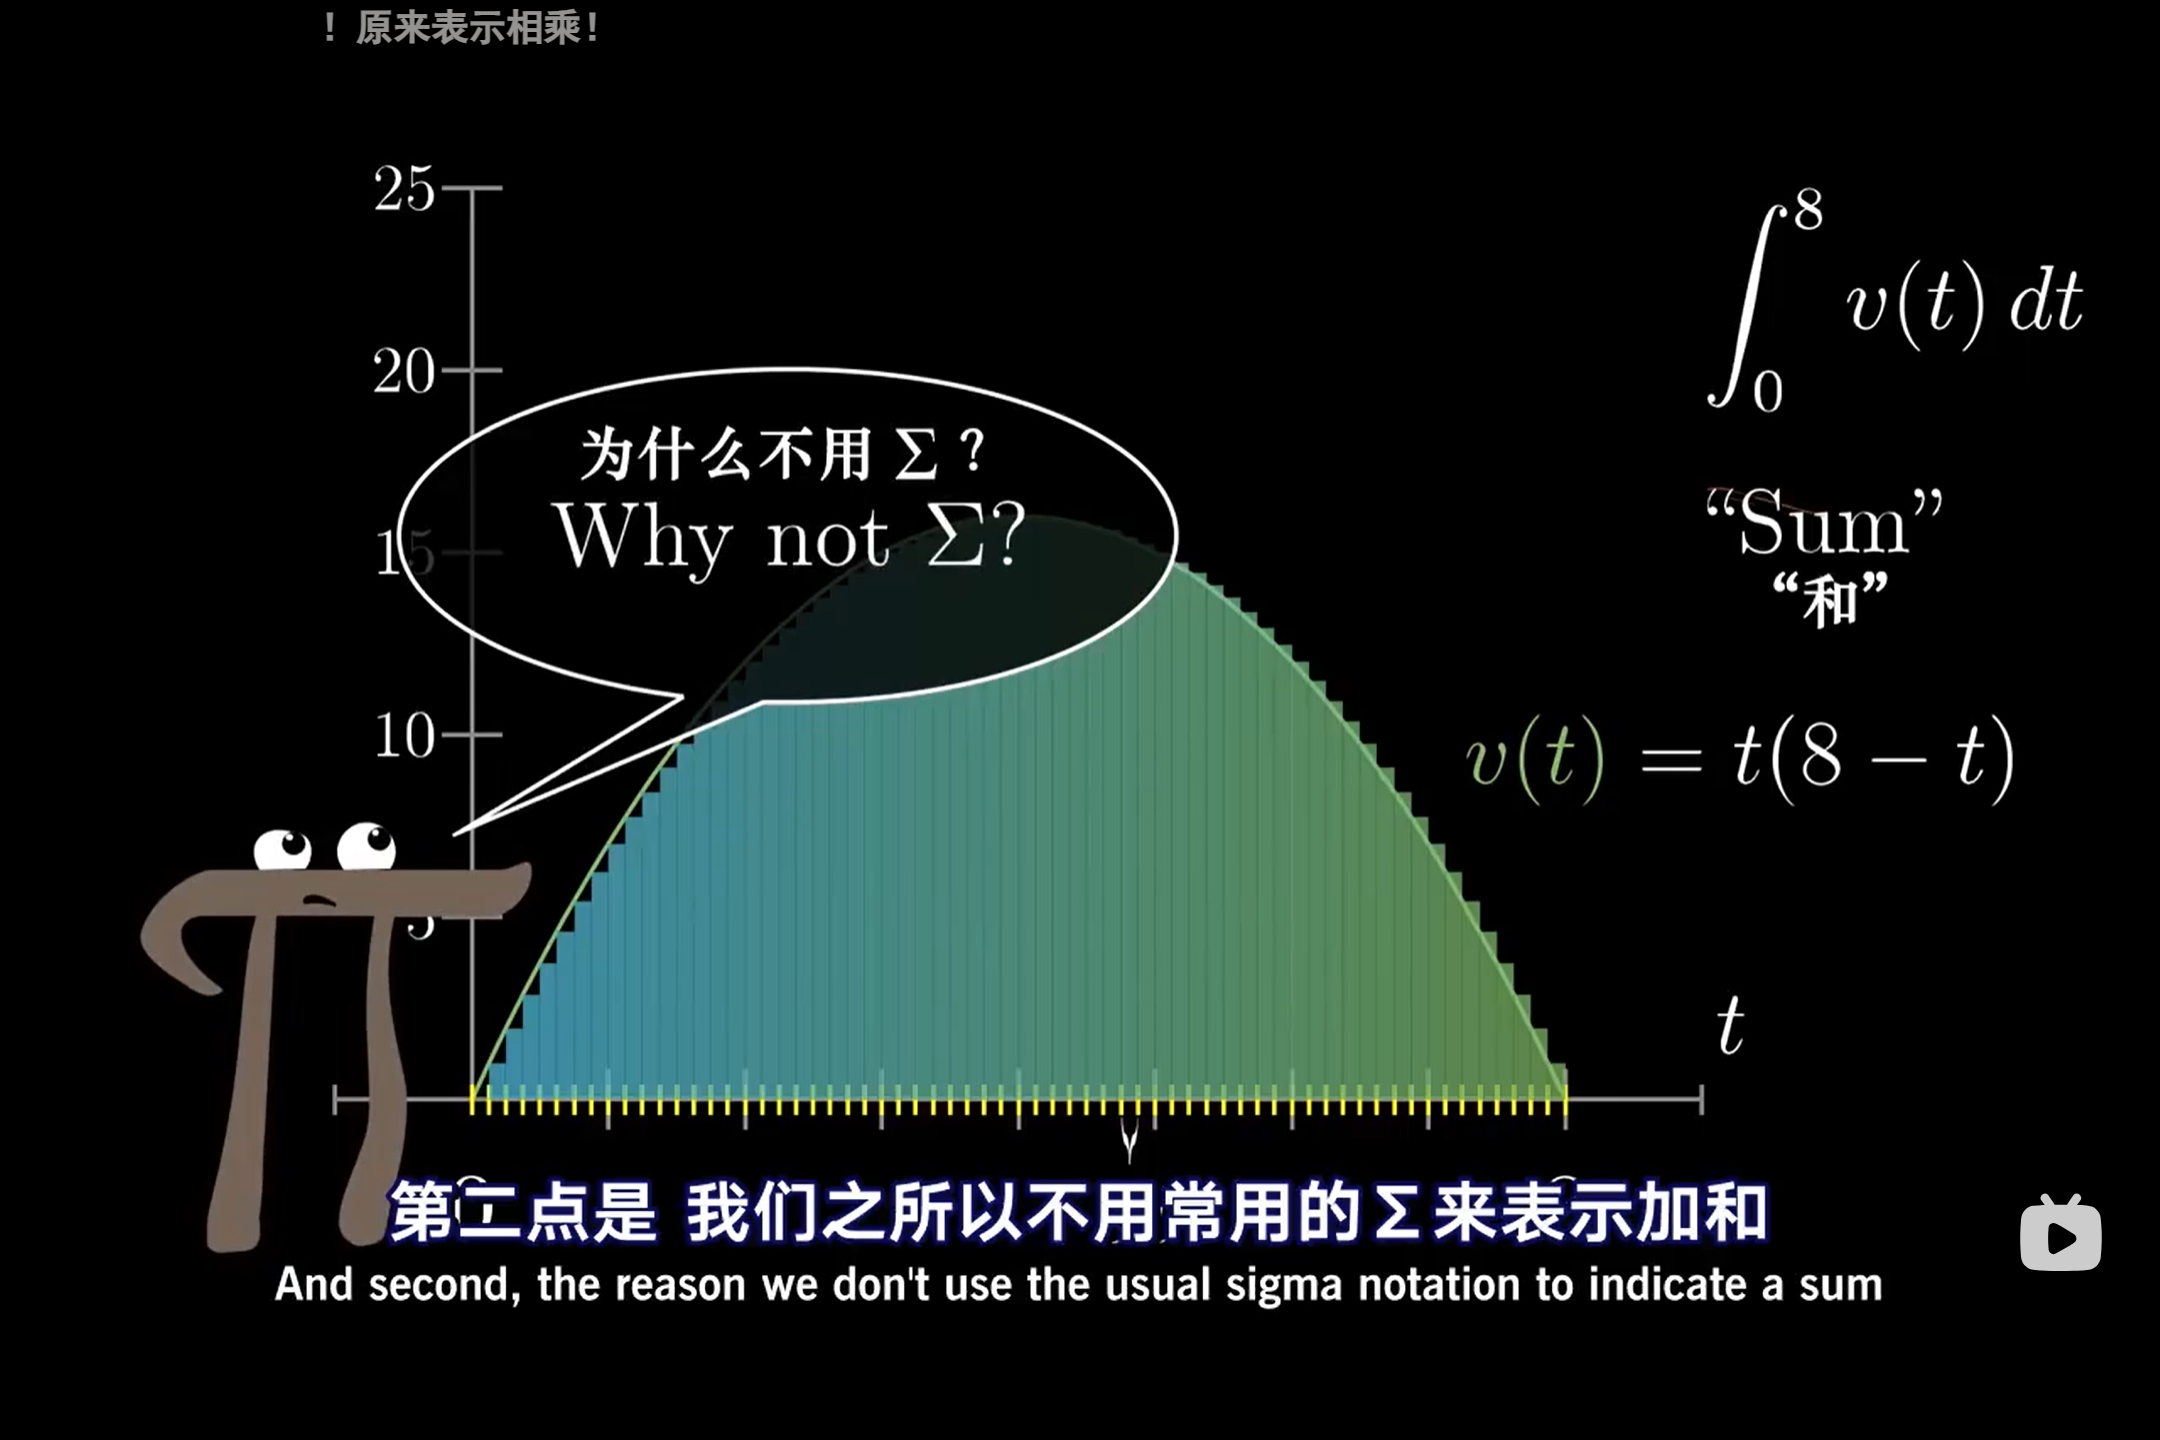 ！原来表示相乘！
25
20
15
10
5
为什么不用 Σ？
Why not Σ?
∫₀⁸ v(t) dt
“Sum”
“和”
v(t) = t(8 − t)
t
第二点是 我们之所以不用常用的Σ来表示加和
And second, the reason we don't use the usual sigma notation to indicate a sum